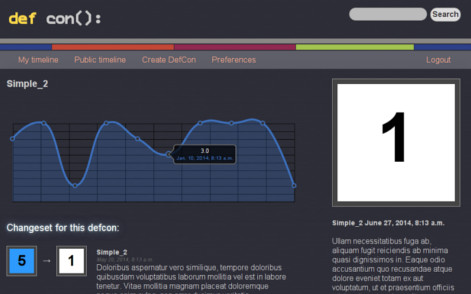 def con():
Search
My timeline Public timeline Create DefCon Preferences Logout
Simple_2
3.0
Jan. 10, 2014, 8:13 a.m.
1
Changeset for this defcon:
5 → 1
Simple_2
Doloribus aspernatur vero similique, tempore doloribus
quibusdam voluptatibus laborum mollitia vel est in labore
tenetur. Vitae mollitia magnam placeat doloremque
Simple_2 June 27, 2014, 8:13 a.m.
Ullam necessitatibus fuga ab,
aliquam fugit reiciendis ab minima
quasi dignissimos in. Eaque odio
accusantium quo recusandae atque
dolore eveniet totam ex aut
voluptatum, ut et praesentium officiis